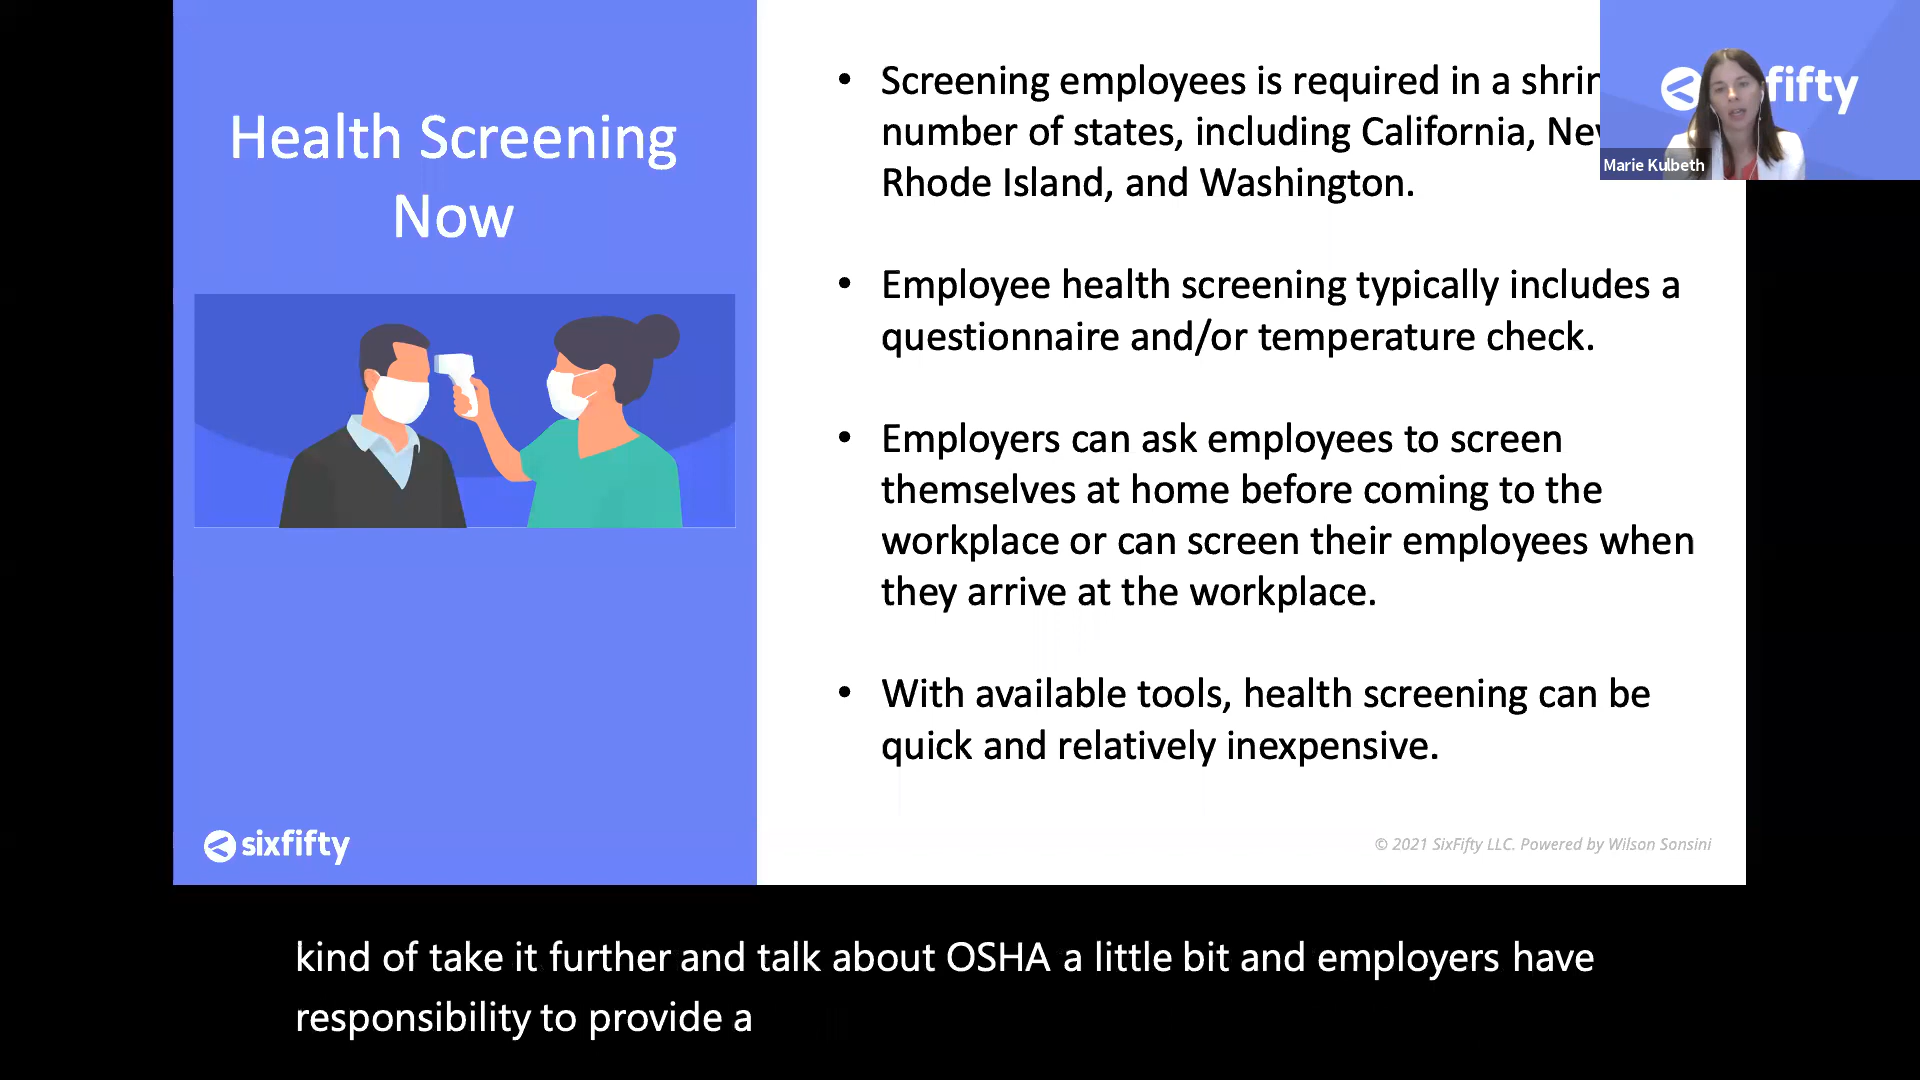 Health Screening
Now
• Screening employees is required in a
number of states, including California,
Rhode Island, and Washington.
• Employee health screening typically includes a
questionnaire and/or temperature check.
• Employers can ask employees to screen
themselves at home before coming to the
workplace or can screen their employees when
they arrive at the workplace.
• With available tools, health screening can be
quick and relatively inexpensive.
sixfifty
© 2021 SixFifty LLC. Powered by Wilson Sonsini
fifty
Marie Kulbeth
kind of take it further and talk about OSHA a little bit and employers have
responsibility to provide a